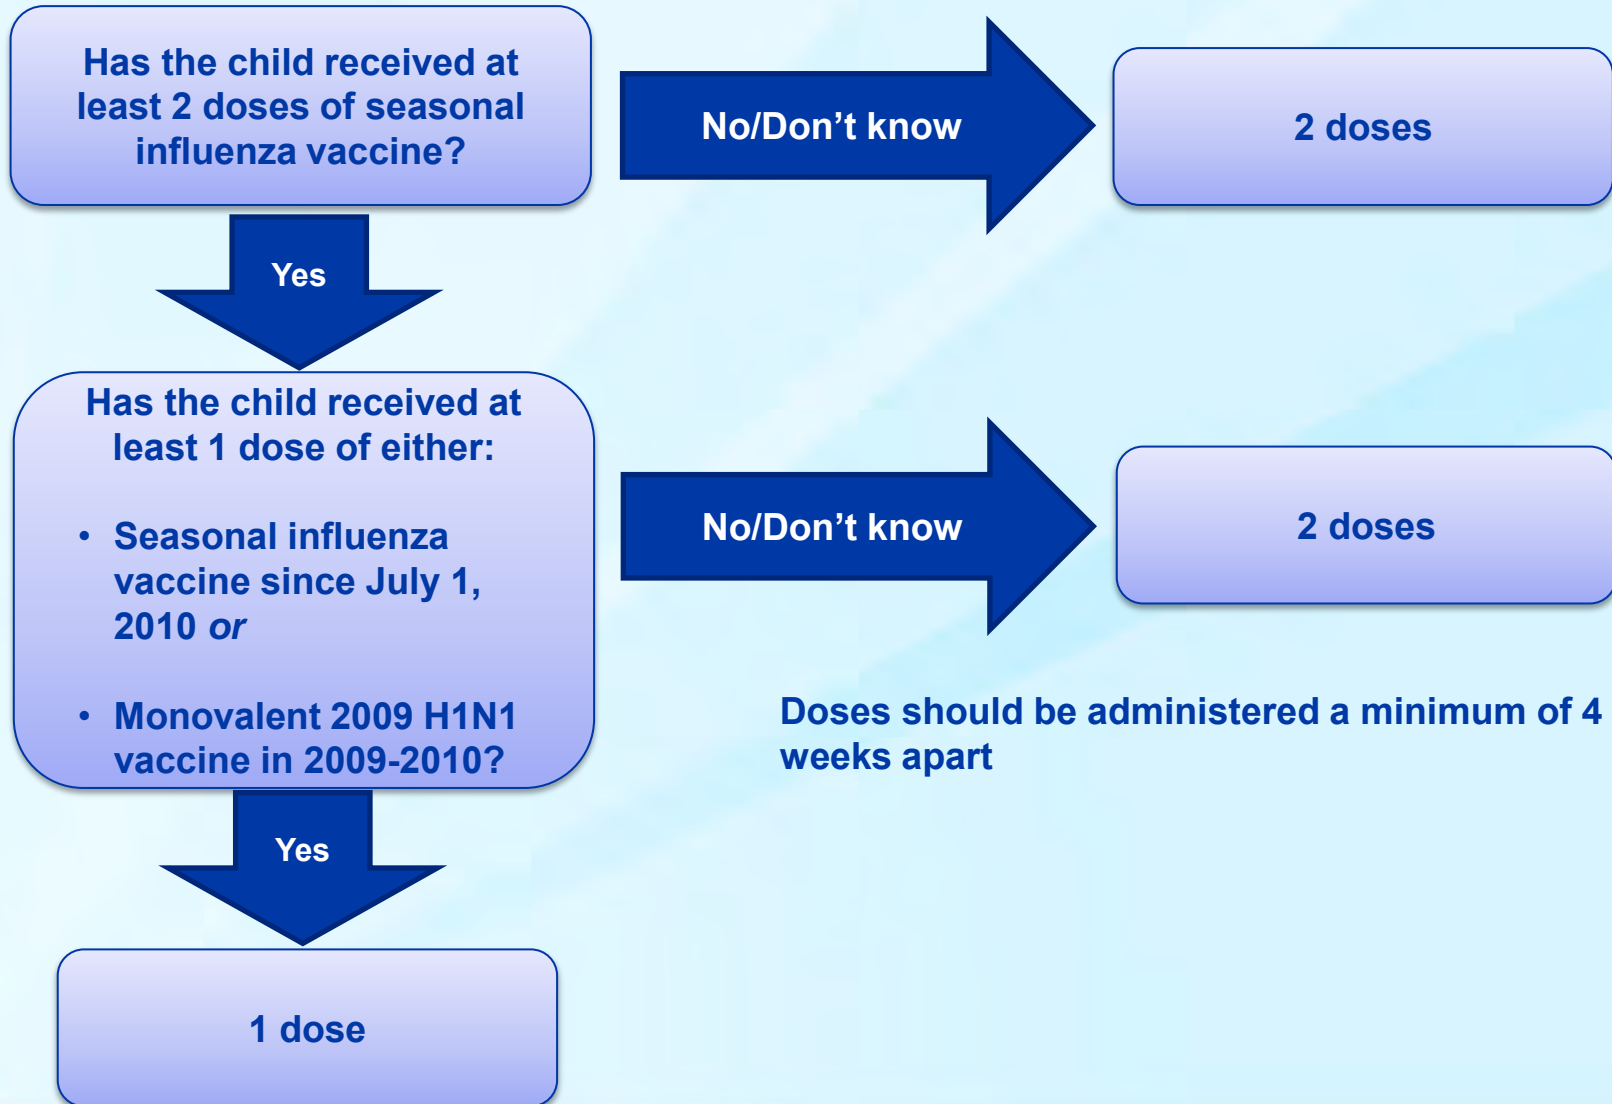 Has the child received at
least 2 doses of seasonal
influenza vaccine?
No/Don’t know
2 doses
Yes
Has the child received at
least 1 dose of either:
• Seasonal influenza
vaccine since July 1,
2010 or
• Monovalent 2009 H1N1
vaccine in 2009-2010?
No/Don’t know
2 doses
Doses should be administered a minimum of 4
weeks apart
Yes
1 dose